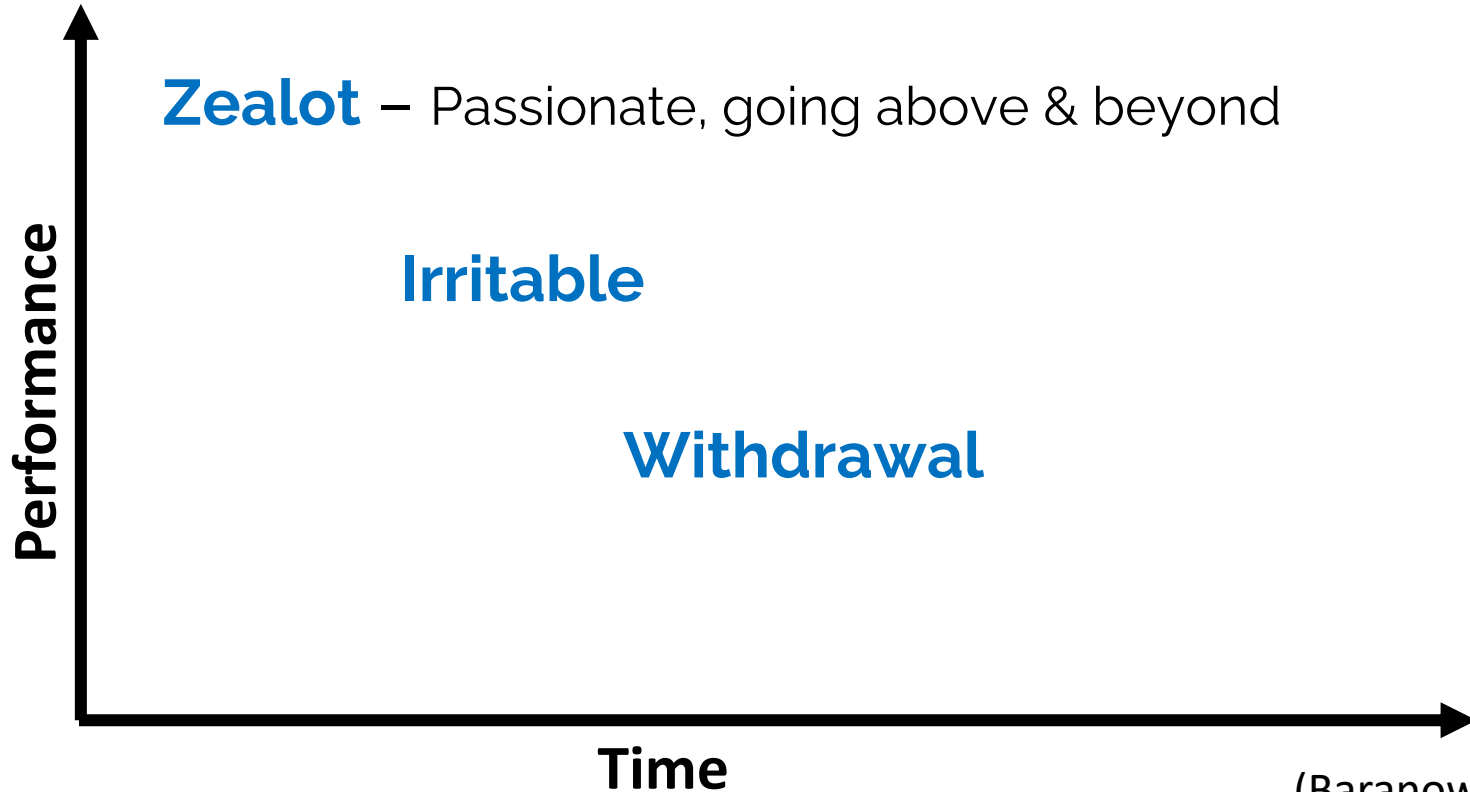 Zealot – Passionate, going above & beyond
Irritable
Withdrawal
Performance
Time